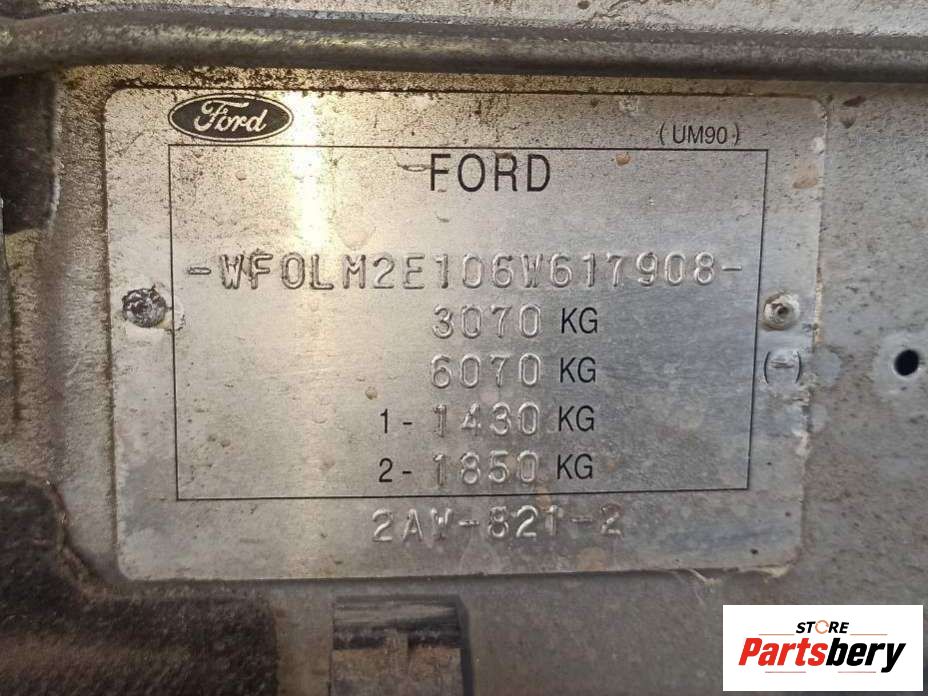 Ford
(UM90)
FORD
-WF0LM2E106W617908-
3070 KG
6070 KG
(-)
1-1430 KG
2-1850 KG
2AW-821-2
STORE
Partsbery